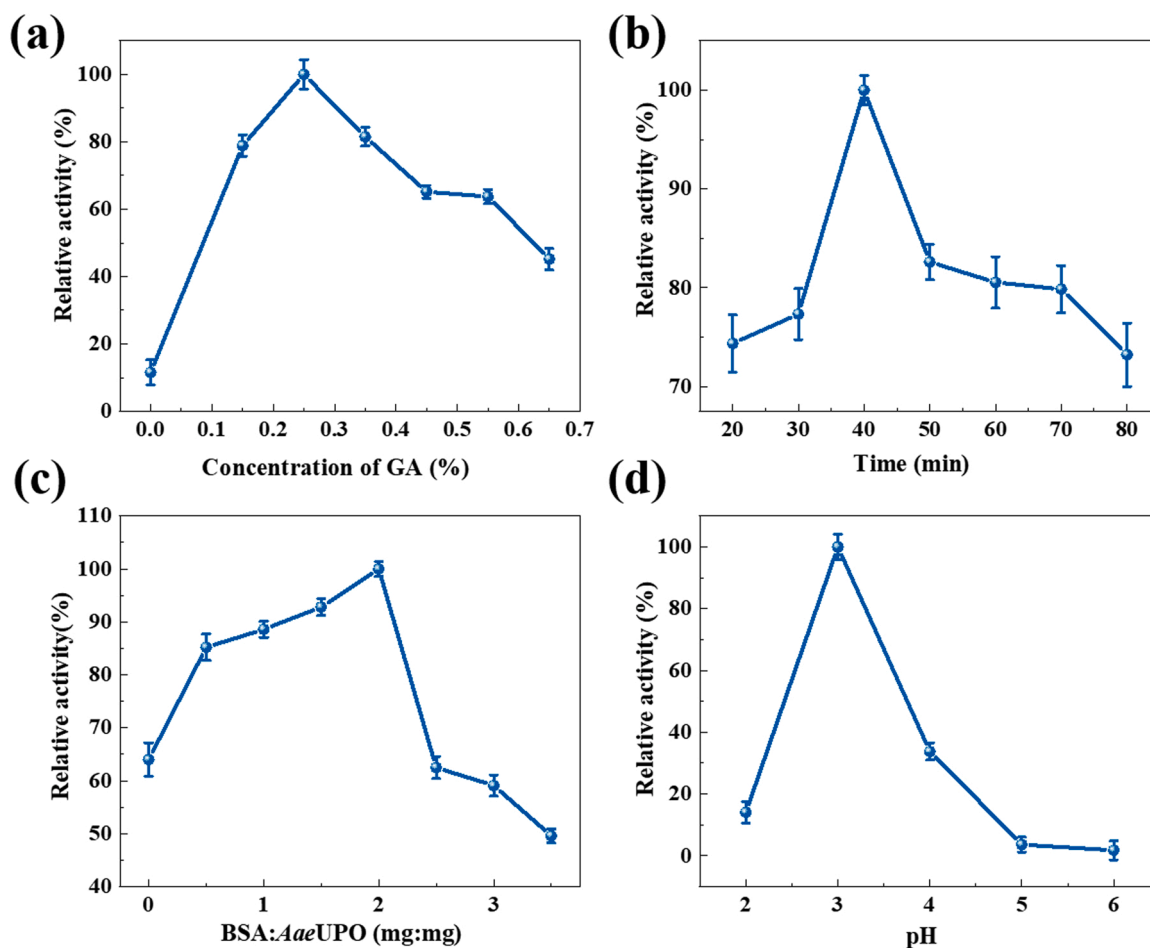 (a)
Relative activity (%)
100
80
60
40
20
0
0.0 0.1 0.2 0.3 0.4 0.5 0.6 0.7
Concentration of GA (%)
(b)
Relative activity (%)
100
90
80
70
20 30 40 50 60 70 80
Time (min)
(c)
Relative activity(%)
110
100
90
80
70
60
50
40
0 1 2 3
BSA:AaeUPO (mg:mg)
(d)
Relative activity (%)
100
80
60
40
20
0
2 3 4 5 6
pH